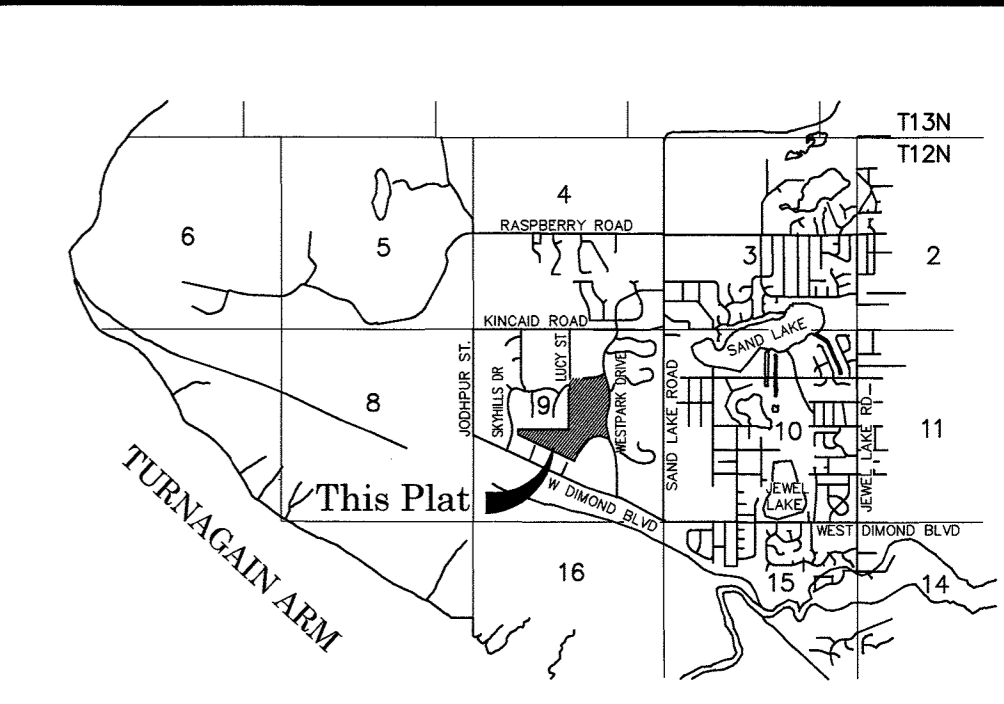 T13N
T12N
4
RASPBERRY ROAD
6
5
3
2
KINCAID ROAD
SAND LAKE
JODHPUR ST.
SKYHILLS DR
LUCY ST
WESTPARK DRIVE
SAND LAKE ROAD
8
9
10
JEWEL LAKE RD
11
TURNAGAIN ARM
This Plat
W DIMOND BLVD
JEWEL
LAKE
WEST DIMOND BLVD
16
15
14